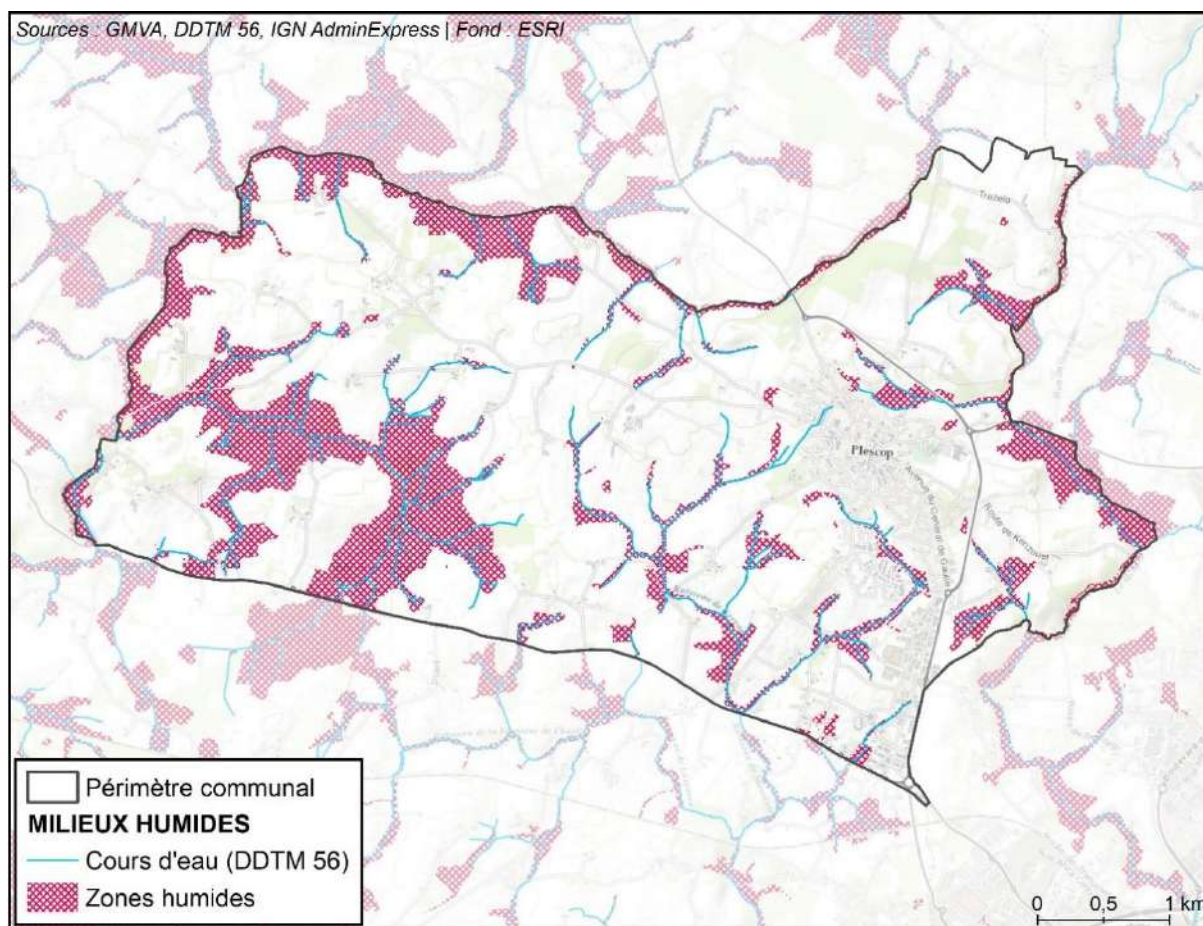 Sources : GMVA, DDTM 56, IGN AdminExpress | Fond : ESRI
Plescop
Périmètre communal
MILIEUX HUMIDES
Cours d'eau (DDTM 56)
Zones humides
0 0,5 1 km